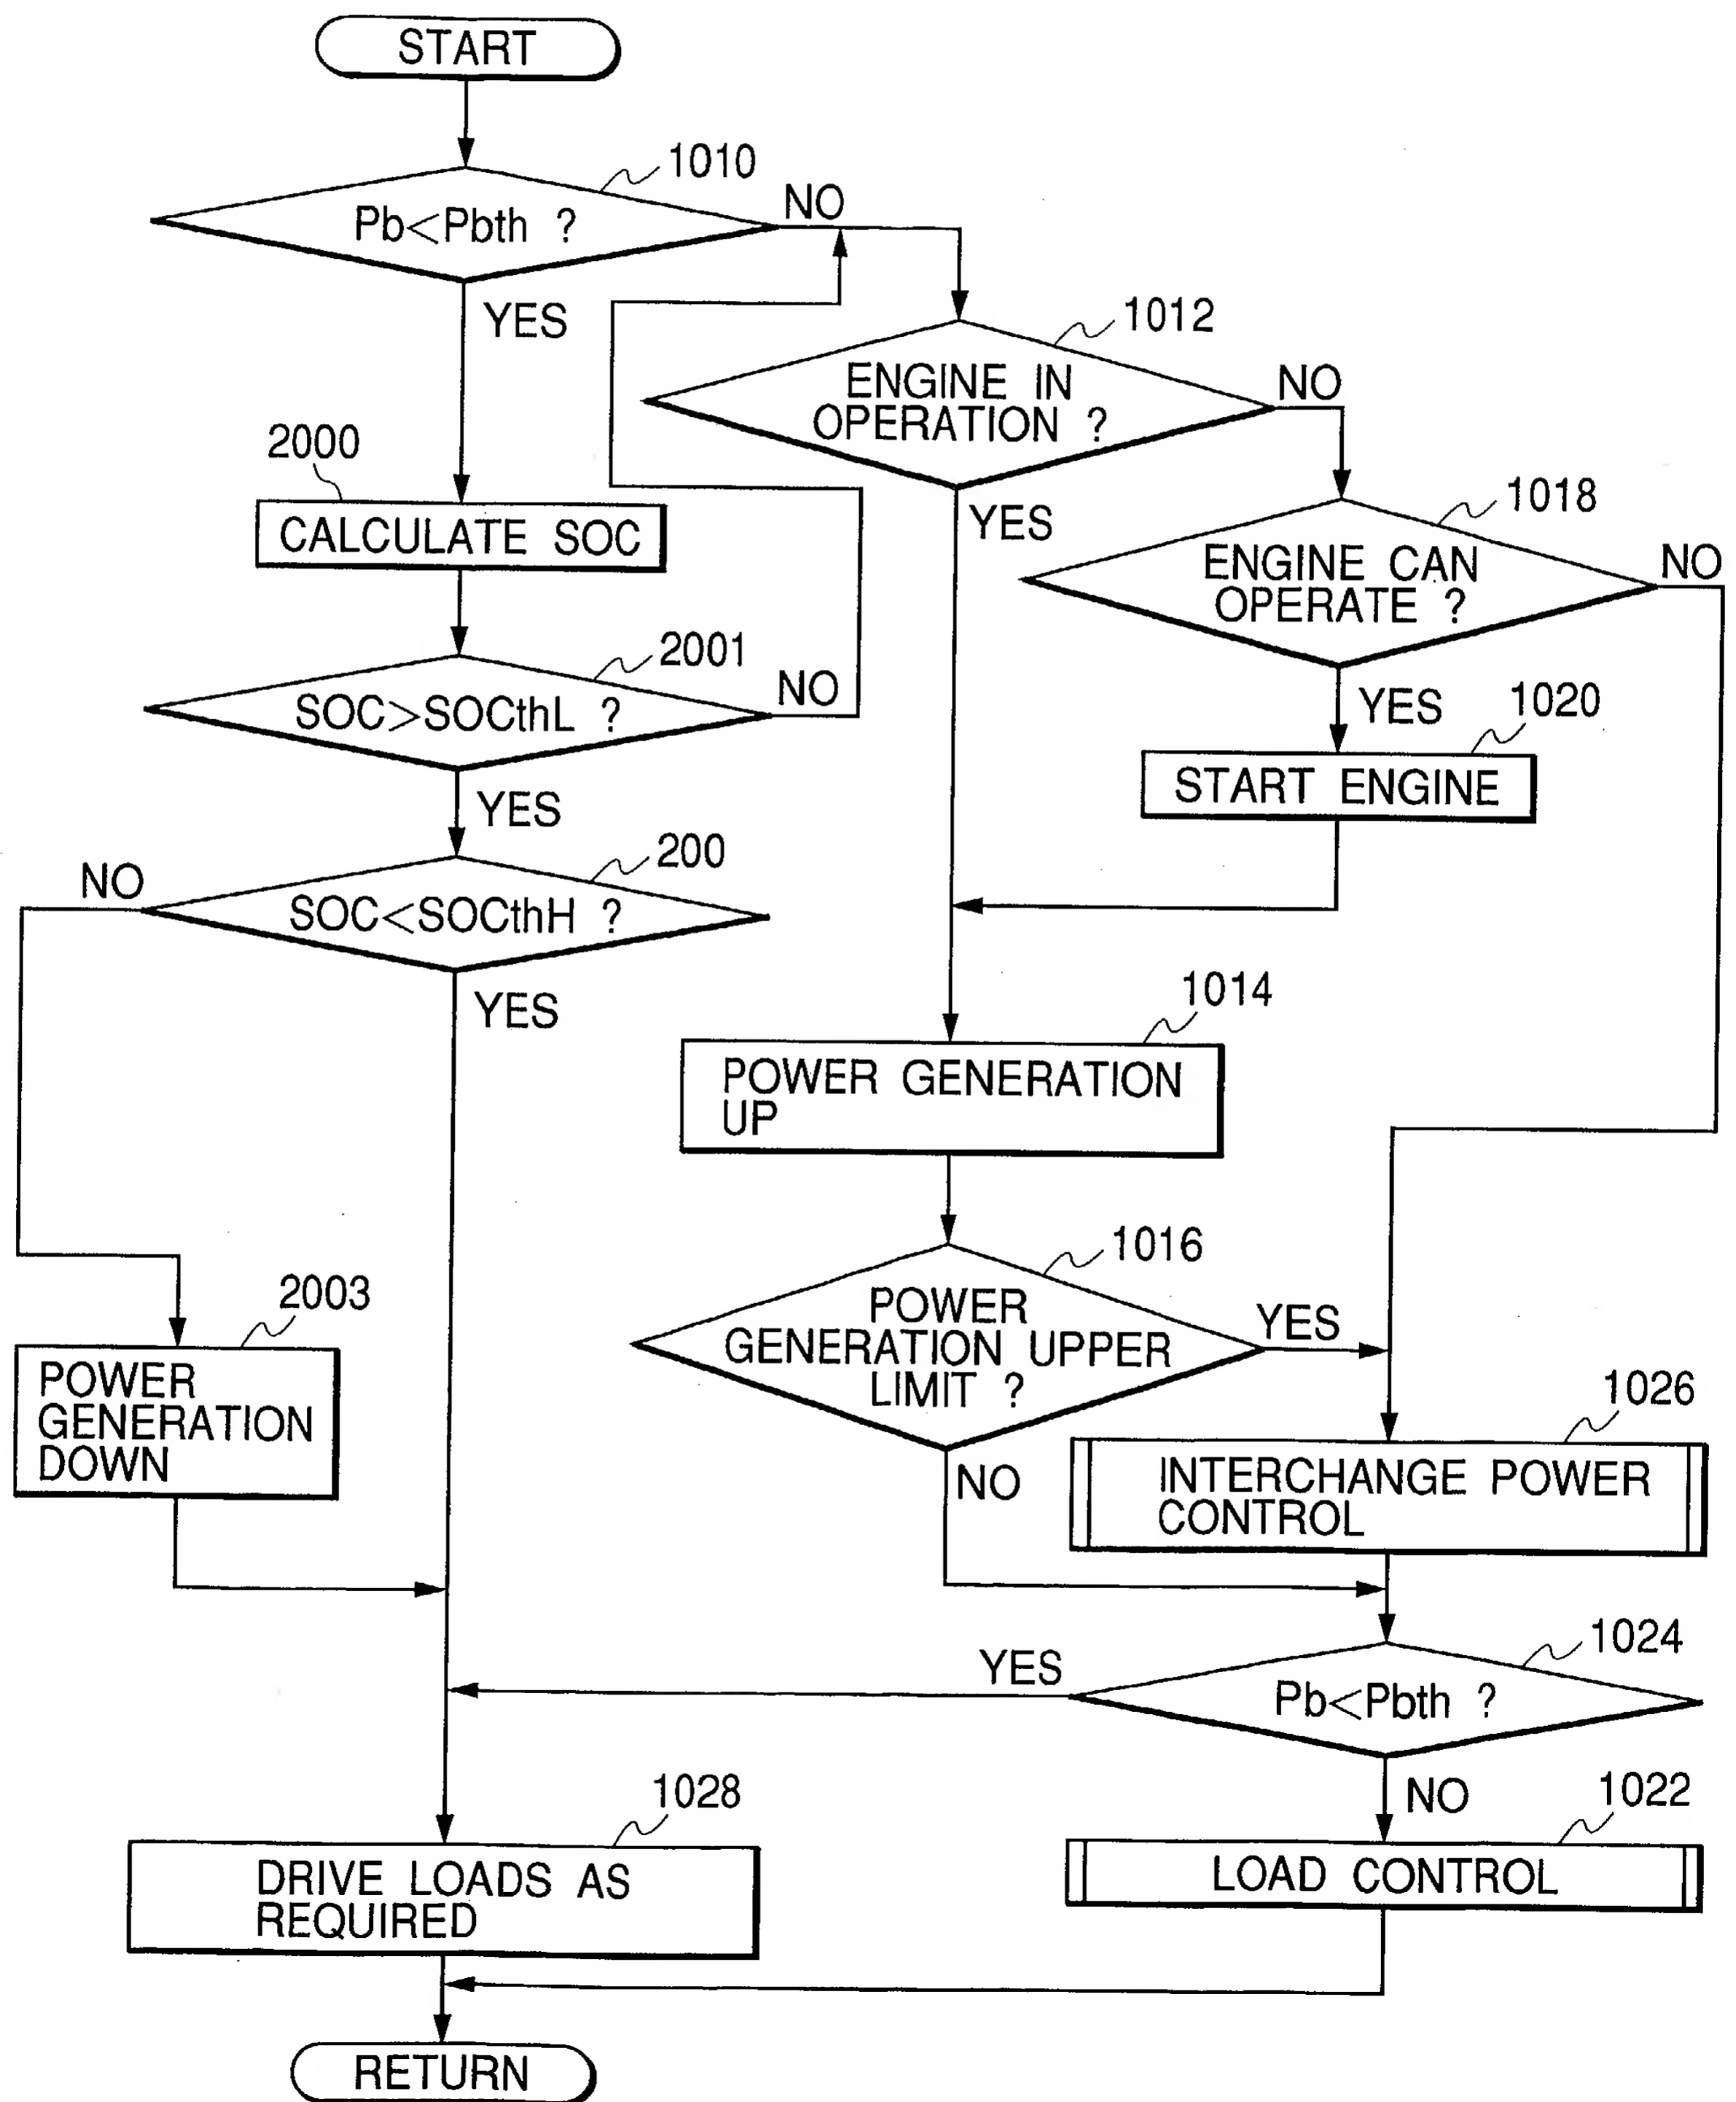 START
1010
Pb<Pbth ?
NO
YES
1012
ENGINE IN
OPERATION ?
NO
YES
2000
CALCULATE SOC
1018
ENGINE CAN
OPERATE ?
NO
YES
2001
SOC>SOCthL ?
NO
YES
1020
START ENGINE
200
SOC<SOCthH ?
NO
YES
1014
POWER GENERATION
UP
1016
POWER
GENERATION UPPER
LIMIT ?
YES
NO
2003
POWER
GENERATION
DOWN
1026
INTERCHANGE POWER
CONTROL
1024
Pb<Pbth ?
YES
NO
1028
DRIVE LOADS AS
REQUIRED
1022
LOAD CONTROL
RETURN